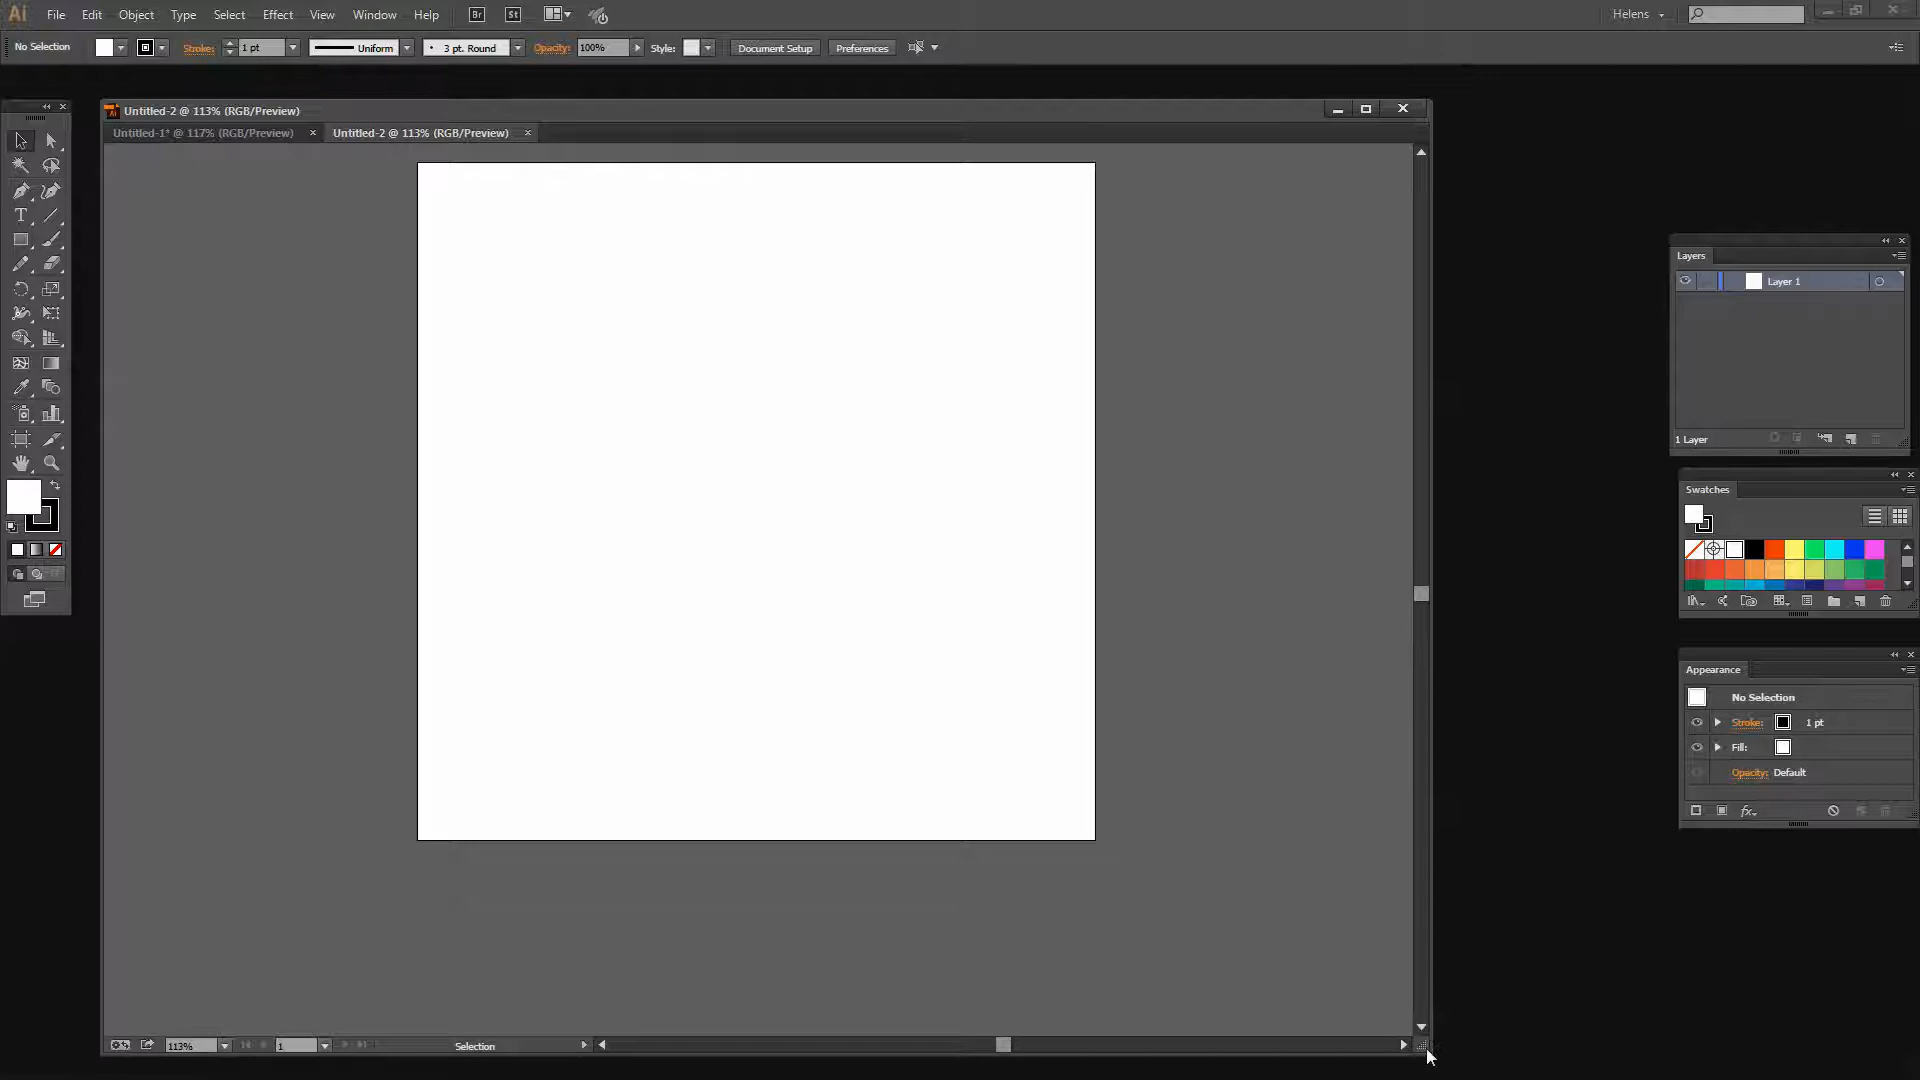 Ai File Edit Object Type Select Effect View Window Help Br St Helens
No Selection Stroke: 1 pt Uniform 3 pt. Round Opacity: 100% Style: Document Setup Preferences
Untitled-2 @ 113% (RGB/Preview)
Untitled-1* @ 117% (RGB/Preview) × Untitled-2 @ 113% (RGB/Preview) ×
Layers
Layer 1
1 Layer
Swatches
Appearance
No Selection
Stroke: 1 pt
Fill:
Opacity: Default
fx
113% 1 Selection